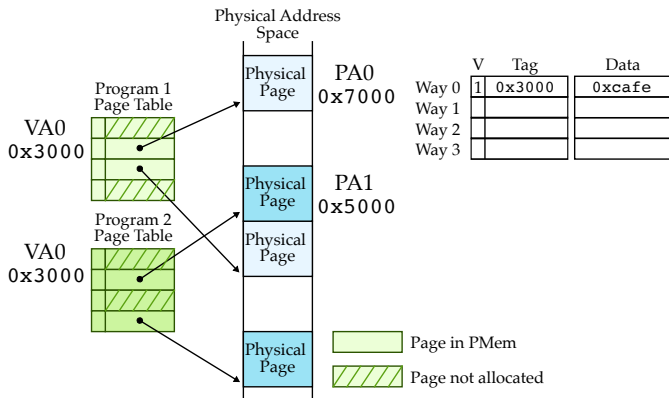 Physical Address
Space
Program 1
Page Table
VA0
0x3000
Physical
Page
PA0
0x7000
V
Tag
Data
Way 0
1
0x3000
0xcafe
Way 1
Way 2
Way 3
Physical
Page
PA1
0x5000
Program 2
Page Table
VA0
0x3000
Physical
Page
Physical
Page
Page in PMem
Page not allocated